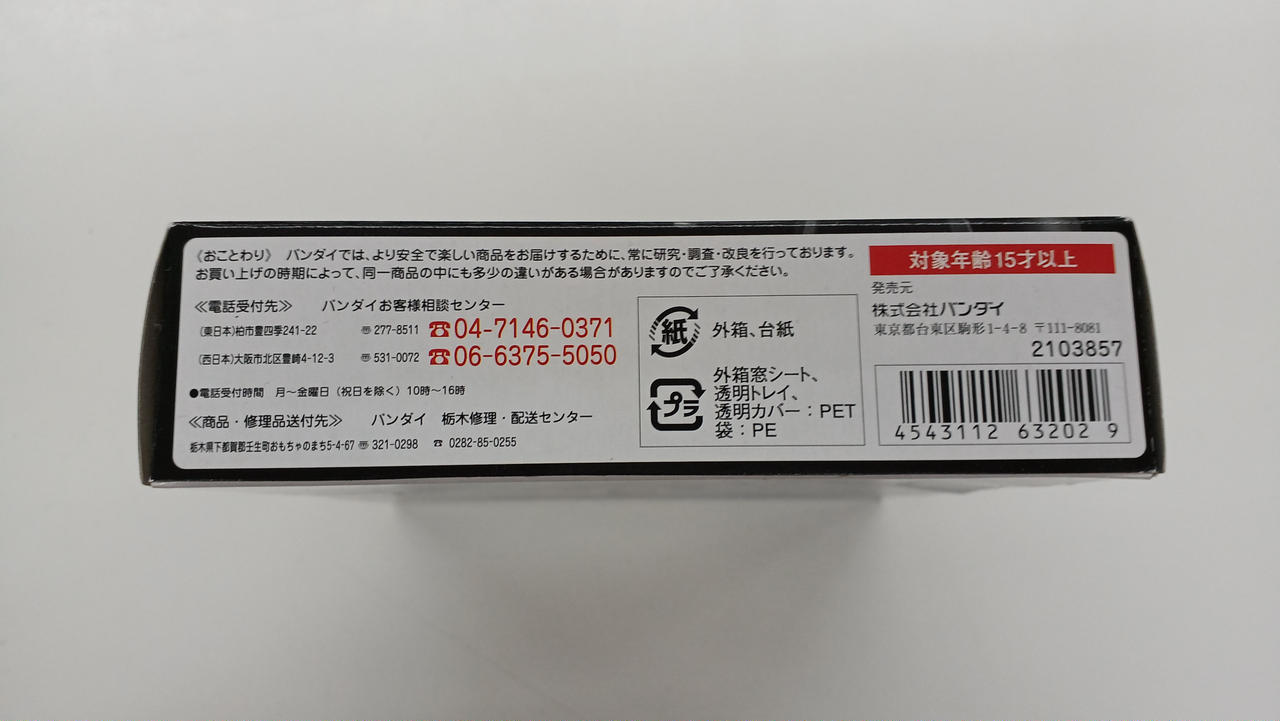 《おことわり》 バンダイでは、より安全で楽しい商品をお届けするために、常に研究・調査・改良を行っております。
お買い上げの時期によって、同一商品の中にも多少の違いがある場合がありますのでご了承ください。
≪電話受付先≫ バンダイお客様相談センター
(東日本)柏市豊四季241-22 〠277-8511 ☎04-7146-0371
(西日本)大阪市北区豊崎4-12-3 〠531-0072 ☎06-6375-5050
●電話受付時間 月〜金曜日(祝日を除く)10時〜16時
≪商品・修理品送付先≫ バンダイ 栃木修理・配送センター
栃木県下都賀郡壬生町おもちゃのまち5-4-67 〠321-0298 ☎ 0282-85-0255
紙 外箱、台紙
プラ 外箱窓シート、
透明トレイ、
透明カバー:PET
袋:PE
対象年齢15才以上
発売元
株式会社バンダイ
東京都台東区駒形1-4-8 〒111-8081
2103857
4543112 63202 9